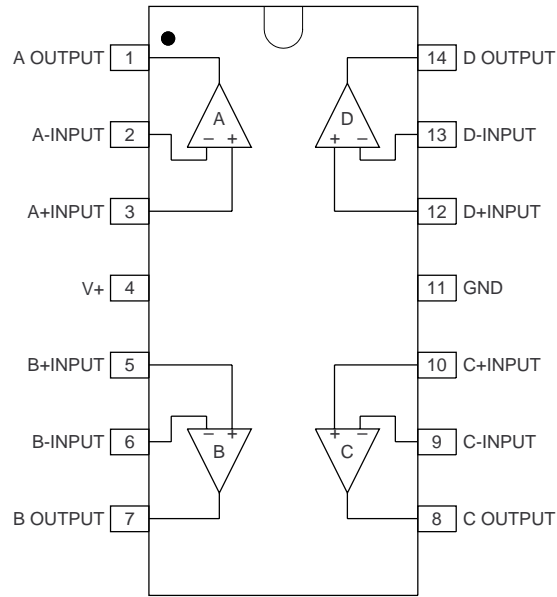 A OUTPUT 1 14 D OUTPUT
A D
A-INPUT 2 − + + − 13 D-INPUT
A+INPUT 3 12 D+INPUT
V+ 4 11 GND
B+INPUT 5 10 C+INPUT
B-INPUT 6 − + + − 9 C-INPUT
B C
B OUTPUT 7 8 C OUTPUT